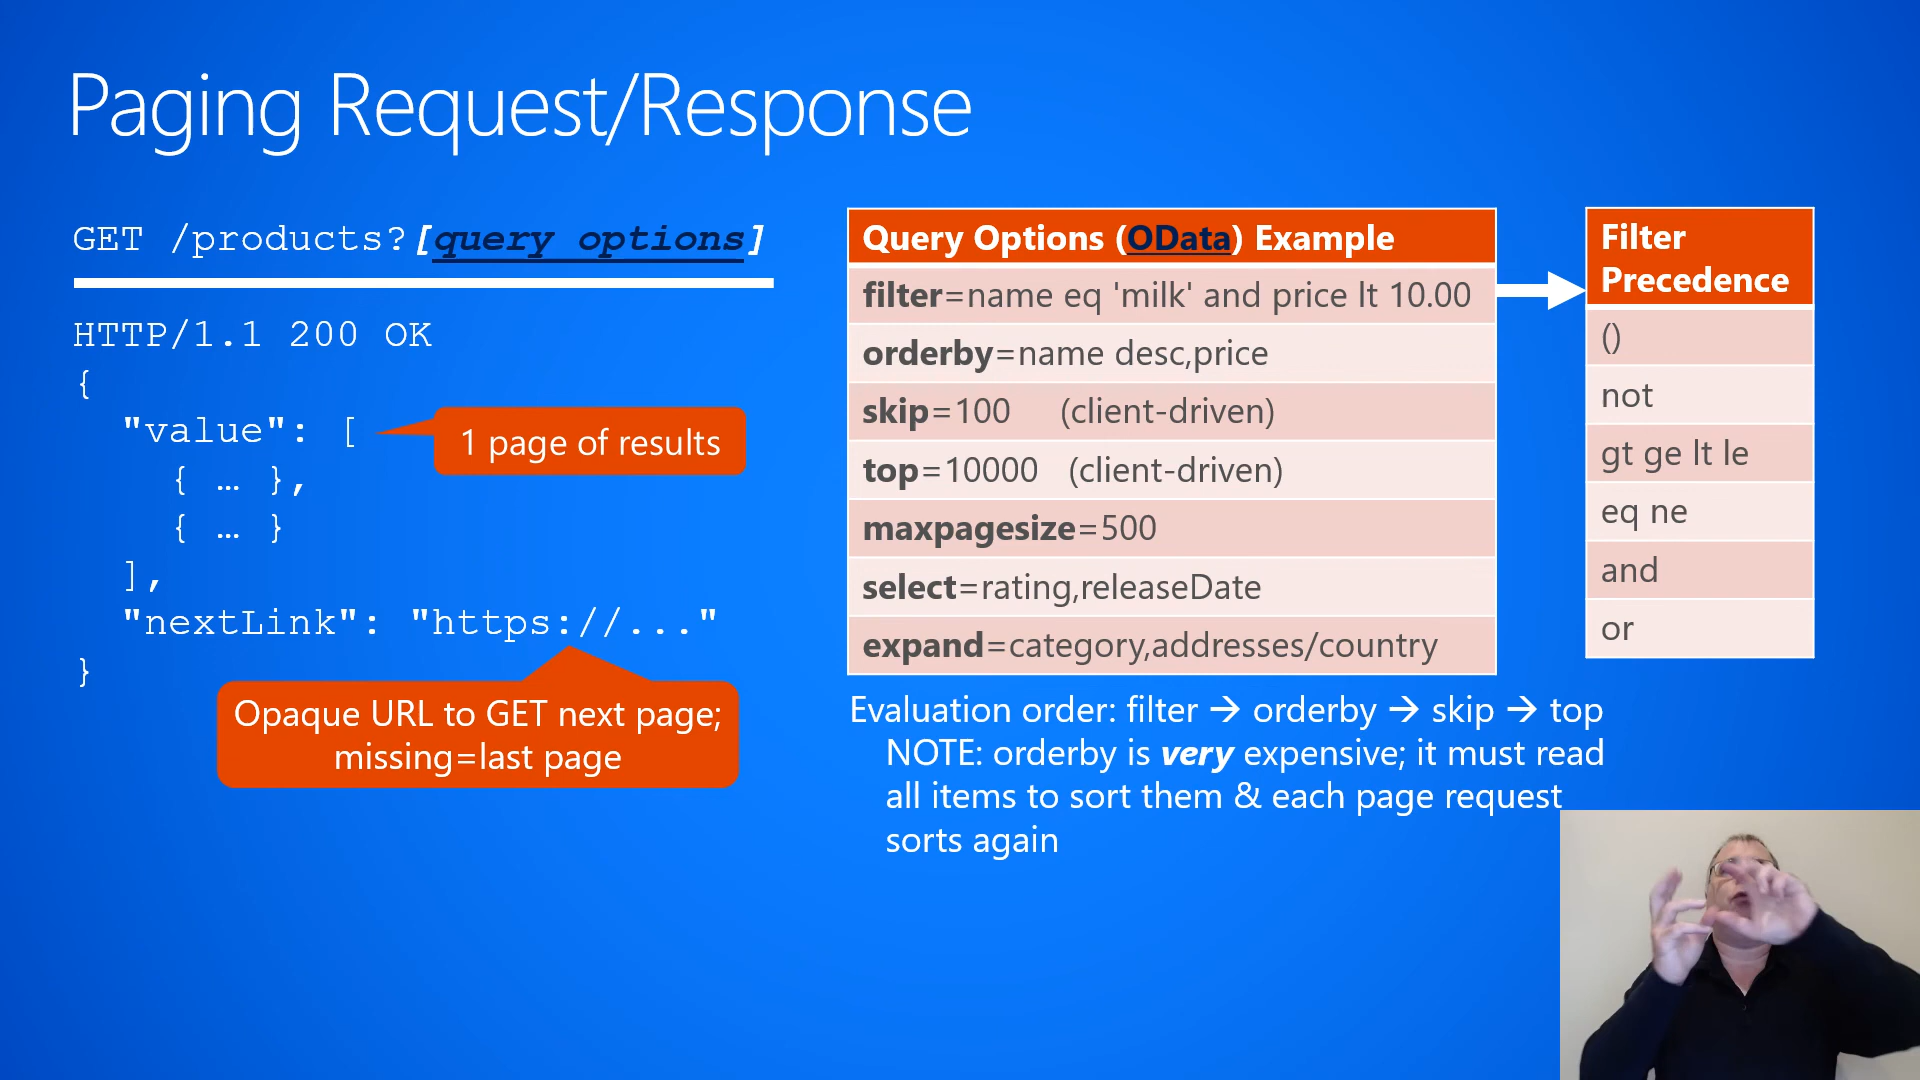 Paging Request/Response
GET /products?[query options]
HTTP/1.1 200 OK
{
"value": [
1 page of results
{ … },
{ … }
],
"nextLink": "https://..."
}
Opaque URL to GET next page;
missing=last page
Query Options (OData) Example
filter=name eq 'milk' and price lt 10.00
orderby=name desc,price
skip=100 (client-driven)
top=10000 (client-driven)
maxpagesize=500
select=rating,releaseDate
expand=category,addresses/country
Filter
Precedence
()
not
gt ge lt le
eq ne
and
or
Evaluation order: filter → orderby → skip → top
NOTE: orderby is very expensive; it must read
all items to sort them & each page request
sorts again